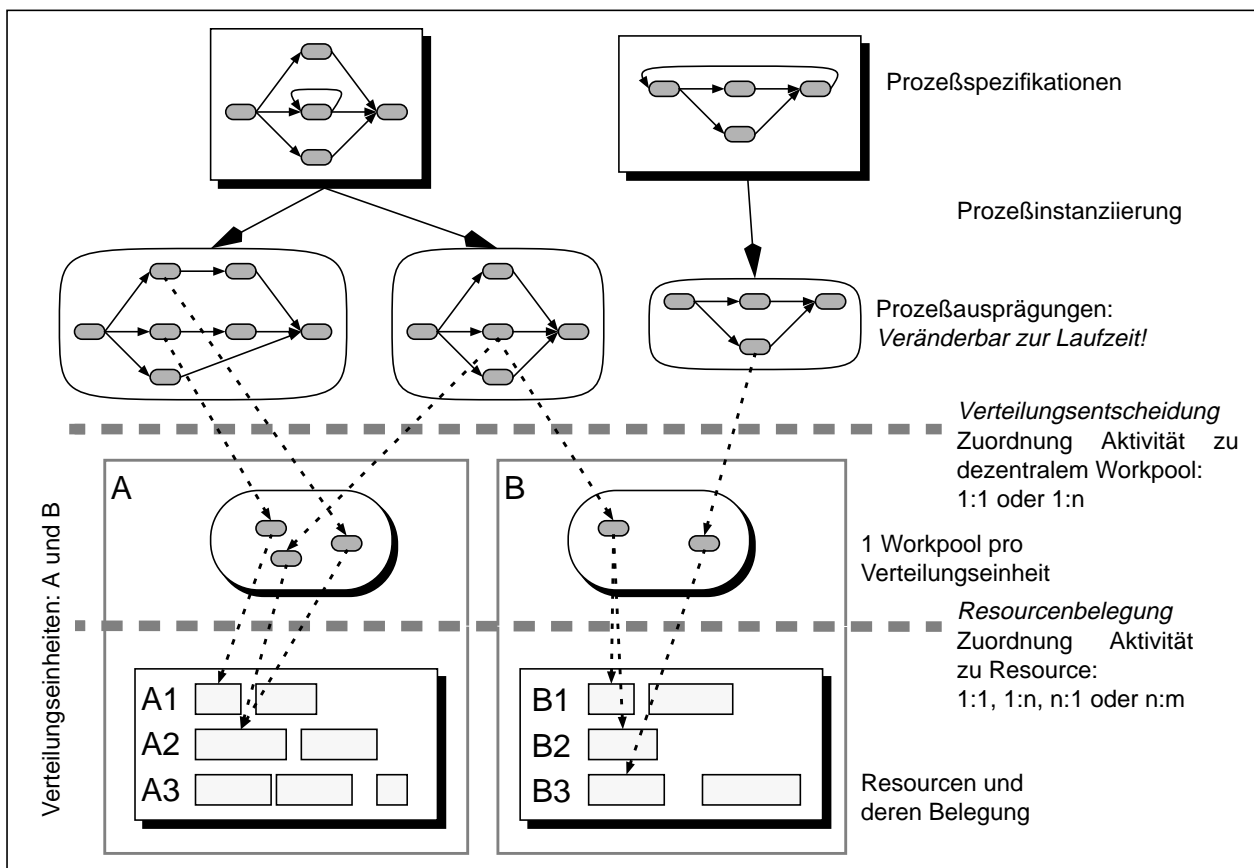 Prozeßspezifikationen
Prozeßinstanziierung
Prozeßausprägungen:
Veränderbar zur Laufzeit!
Verteilungsentscheidung
Zuordnung Aktivität zu
dezentralem Workpool:
1:1 oder 1:n
A
B
1 Workpool pro
Verteilungseinheit
Verteilungseinheiten: A und B
Resourcenbelegung
Zuordnung Aktivität
zu Resource:
1:1, 1:n, n:1 oder n:m
A1
A2
A3
B1
B2
B3
Resourcen und
deren Belegung